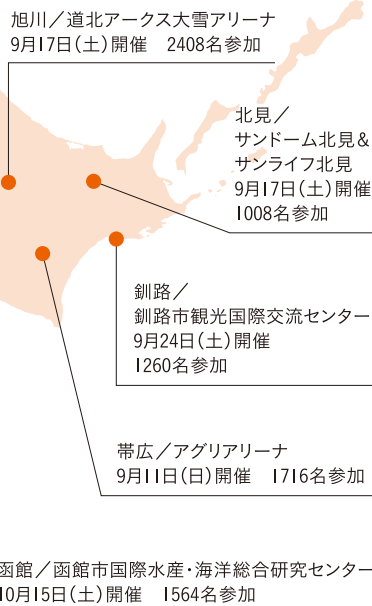 旭川／道北アークス大雪アリーナ
9月17日(土)開催　2408名参加
北見／
サンドーム北見＆
サンライフ北見
9月17日(土)開催
1008名参加
釧路／
釧路市観光国際交流センター
9月24日(土)開催
1260名参加
帯広／アグリアリーナ
9月11日(日)開催　1716名参加
函館／函館市国際水産・海洋総合研究センター
10月15日(土)開催　1564名参加